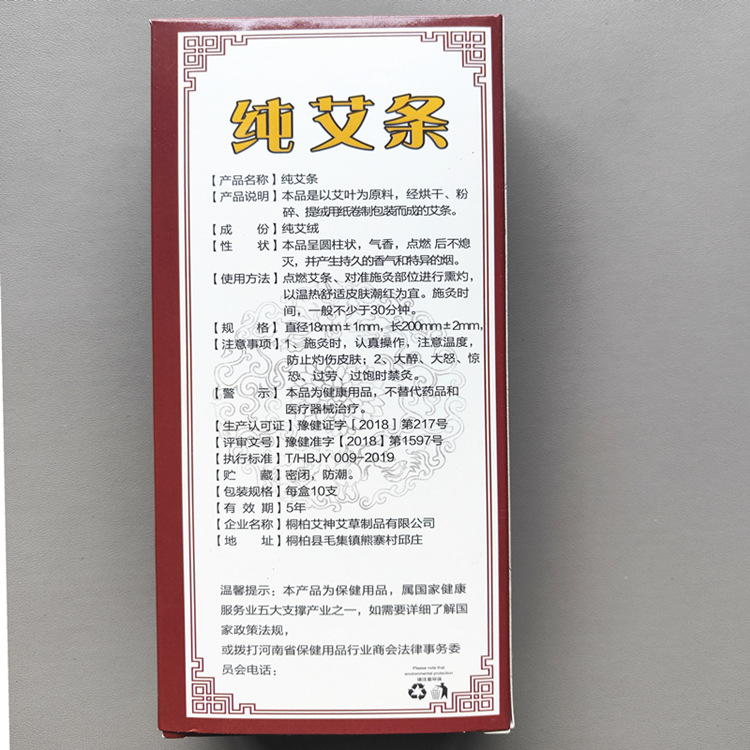 纯艾条
【产品名称】纯艾条
【产品说明】本品是以艾叶为原料，经烘干、粉
碎、提绒用纸卷制包装而成的艾条。
【成 份】纯艾绒
【性 状】本品呈圆柱状，气香，点燃 后不熄
灭，并产生持久的香气和特异的烟。
【使用方法】点燃艾条、对准施灸部位进行熏灼，
以温热舒适皮肤潮红为宜。施灸时
间，一般不少于30分钟。
【规 格】直径18mm±1mm，长200mm±2mm，
【注意事项】1、施灸时，认真操作，注意温度，
防止灼伤皮肤；2、大醉、大怒、惊
恐、过劳、过饱时禁灸。
【警 示】本品为健康用品，不替代药品和
医疗器械治疗。
【生产认可证】豫健证字［2018］第217号
【评审文号】豫健准字【2018】第1597号
【执行标准】T/HBJY 009-2019
【贮 藏】密闭，防潮。
【包装规格】每盒10支
【有 效 期】5年
【企业名称】桐柏艾神艾草制品有限公司
【地 址】桐柏县毛集镇熊寨村邱庄
温馨提示：本产品为保健用品，属国家健康
服务业五大支撑产业之一，如需要详细了解国
家政策法规，
或拨打河南省保健用品行业商会法律事务委
员会电话：
Please note that
environmental protection
请注意环保